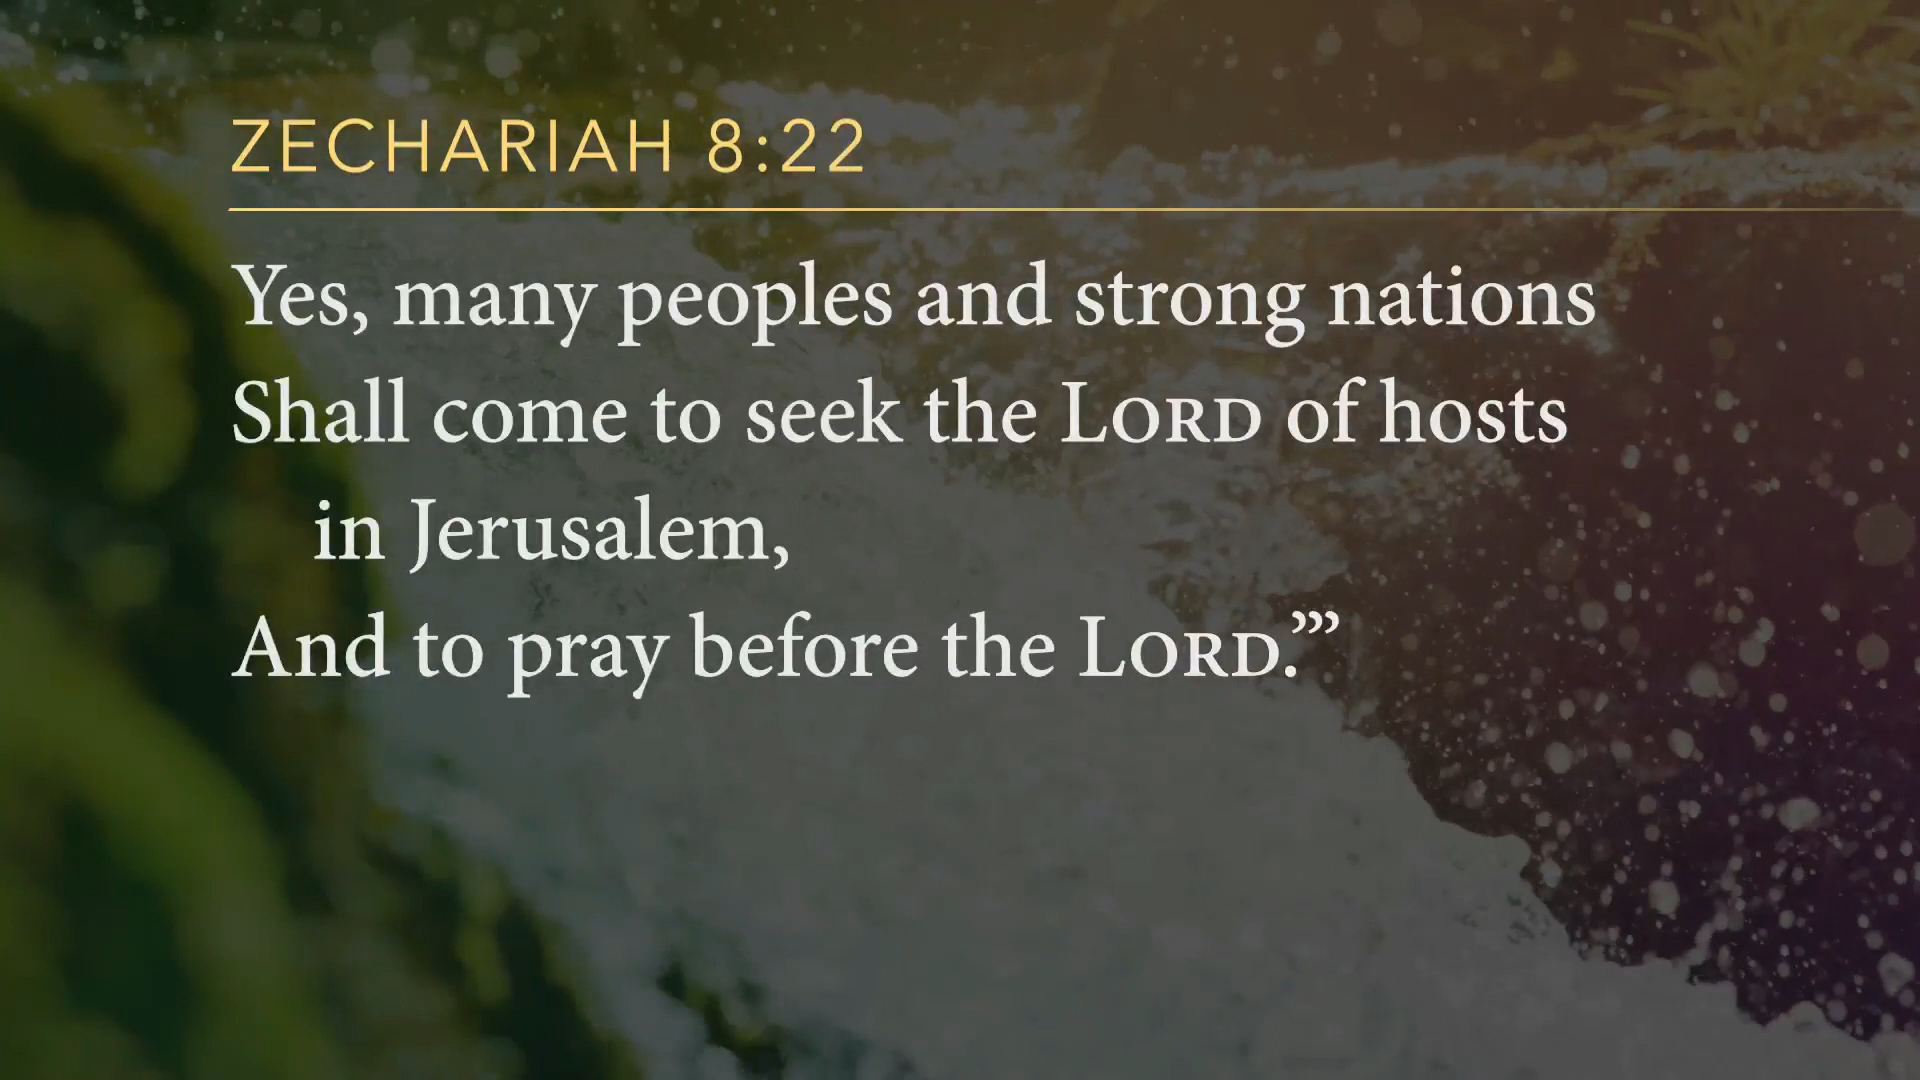 ZECHARIAH 8:22
Yes, many peoples and strong nations
Shall come to seek the LORD of hosts
in Jerusalem,
And to pray before the LORD.”’